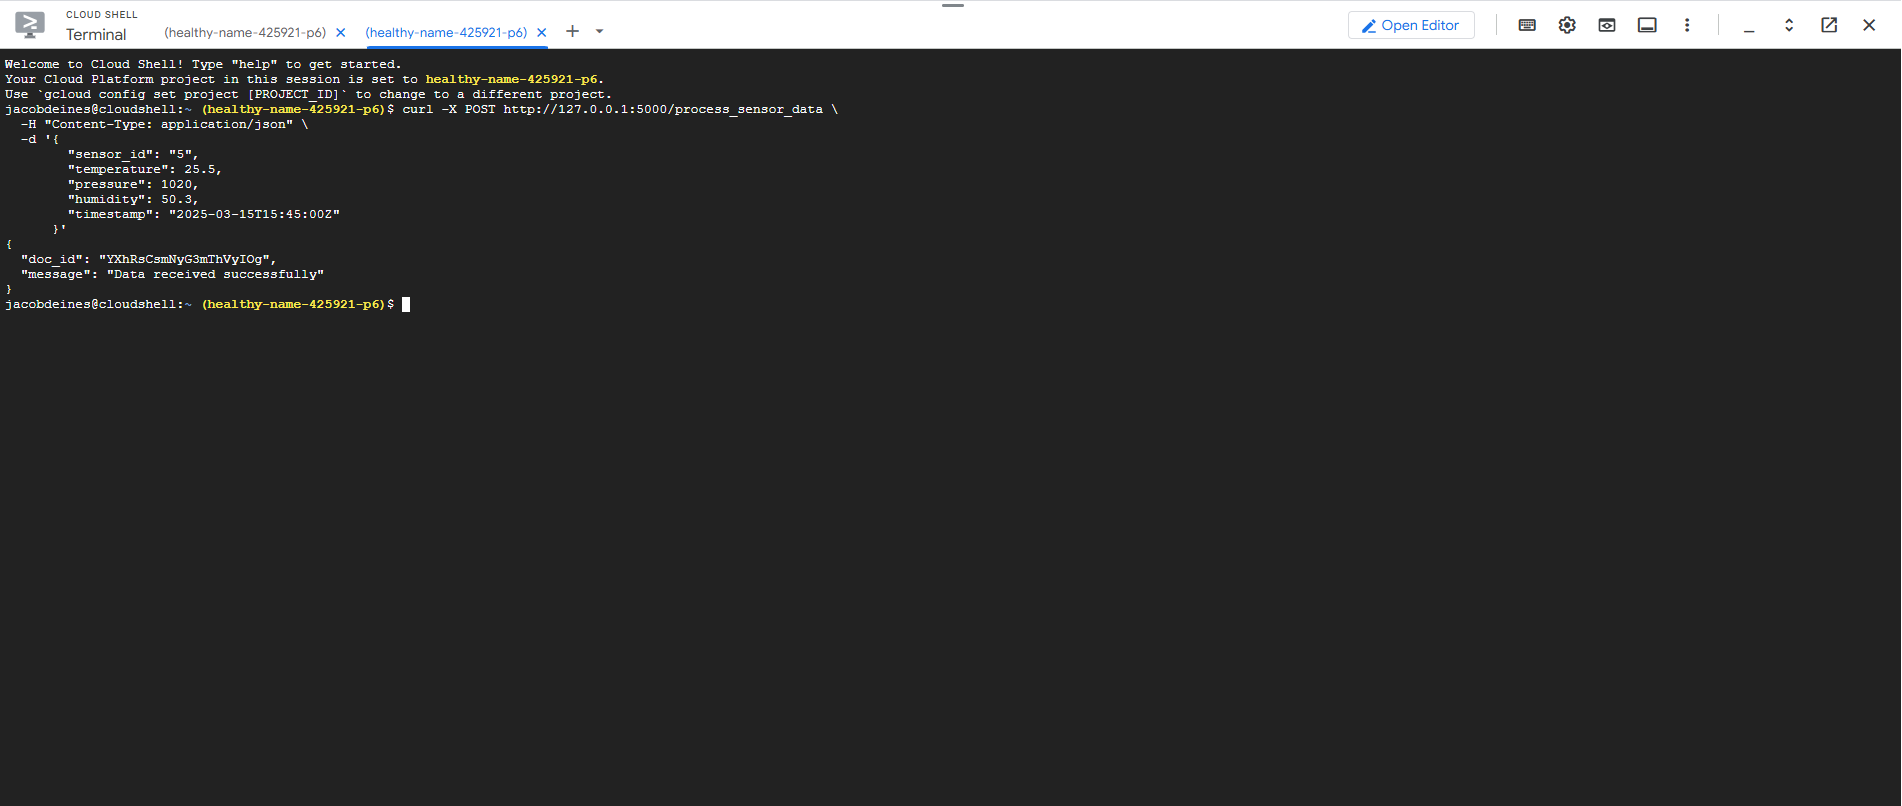 CLOUD SHELL
Terminal
(healthy-name-425921-p6)
(healthy-name-425921-p6)
Open Editor
Welcome to Cloud Shell! Type "help" to get started.
Your Cloud Platform project in this session is set to healthy-name-425921-p6.
Use `gcloud config set project [PROJECT_ID]` to change to a different project.
jacobdeines@cloudshell:~ (healthy-name-425921-p6)$ curl -X POST http://127.0.0.1:5000/process_sensor_data \
  -H "Content-Type: application/json" \
  -d '{
        "sensor_id": "5",
        "temperature": 25.5,
        "pressure": 1020,
        "humidity": 50.3,
        "timestamp": "2025-03-15T15:45:00Z"
      }'
{
  "doc_id": "YXhRsCsmNyG3mThVyIOg",
  "message": "Data received successfully"
}
jacobdeines@cloudshell:~ (healthy-name-425921-p6)$